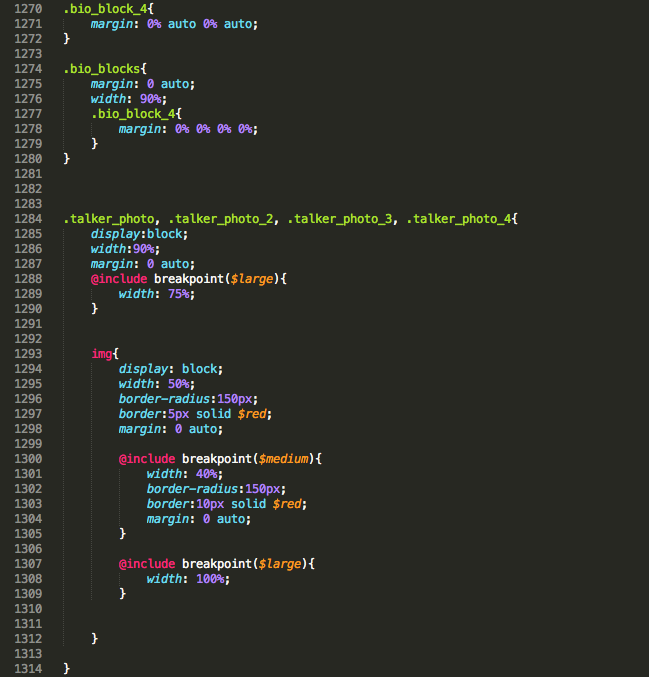 1270 .bio_block_4{
1271     margin: 0% auto 0% auto;
1272 }
1273
1274 .bio_blocks{
1275     margin: 0 auto;
1276     width: 90%;
1277     .bio_block_4{
1278         margin: 0% 0% 0% 0%;
1279     }
1280 }
1281
1282
1283
1284 .talker_photo, .talker_photo_2, .talker_photo_3, .talker_photo_4{
1285     display:block;
1286     width:90%;
1287     margin: 0 auto;
1288     @include breakpoint($large){
1289         width: 75%;
1290     }
1291
1292
1293     img{
1294         display: block;
1295         width: 50%;
1296         border-radius:150px;
1297         border:5px solid $red;
1298         margin: 0 auto;
1299
1300         @include breakpoint($medium){
1301             width: 40%;
1302             border-radius:150px;
1303             border:10px solid $red;
1304             margin: 0 auto;
1305         }
1306
1307         @include breakpoint($large){
1308             width: 100%;
1309         }
1310
1311
1312     }
1313
1314 }